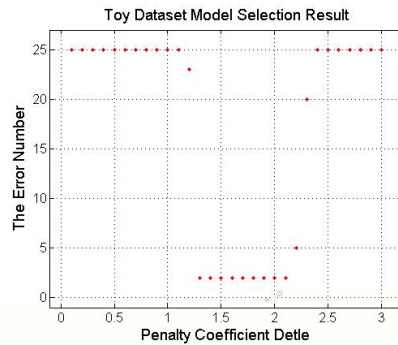 Toy Dataset Model Selection Result
The Error Number
25
20
15
10
5
0
0 0.5 1 1.5 2 2.5 3
Penalty Coefficient Detle